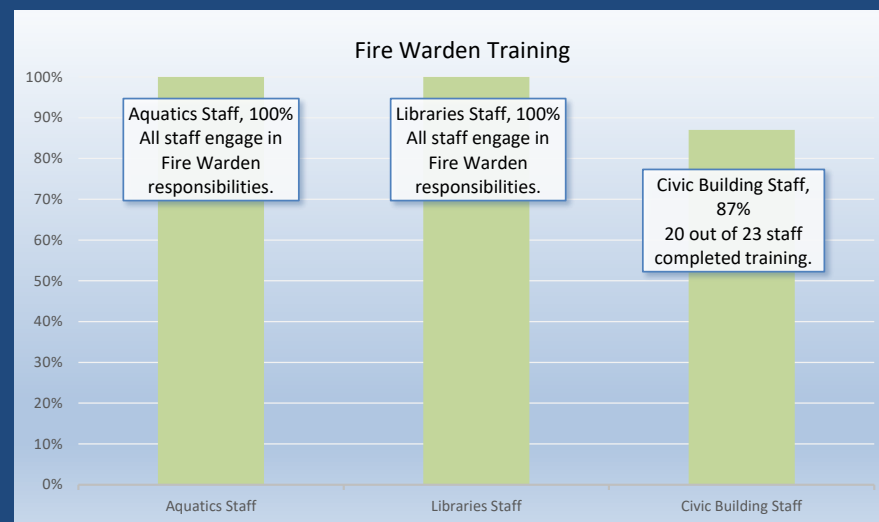 Fire Warden Training
100%
90%
80%
70%
60%
50%
40%
30%
20%
10%
0%
Aquatics Staff, 100%
All staff engage in
Fire Warden
responsibilities.
Libraries Staff, 100%
All staff engage in
Fire Warden
responsibilities.
Civic Building Staff,
87%
20 out of 23 staff
completed training.
Aquatics Staff
Libraries Staff
Civic Building Staff